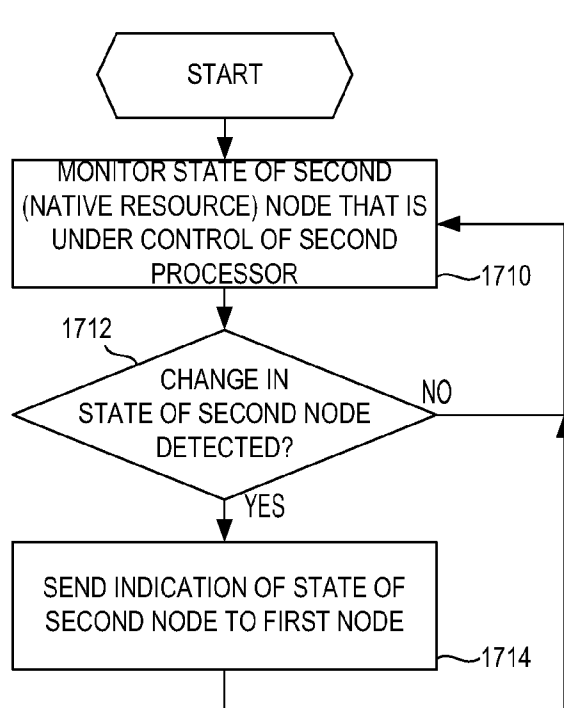 START
MONITOR STATE OF SECOND
(NATIVE RESOURCE) NODE THAT IS
UNDER CONTROL OF SECOND
PROCESSOR
1710
1712
CHANGE IN
STATE OF SECOND NODE
DETECTED?
NO
YES
SEND INDICATION OF STATE OF
SECOND NODE TO FIRST NODE
1714